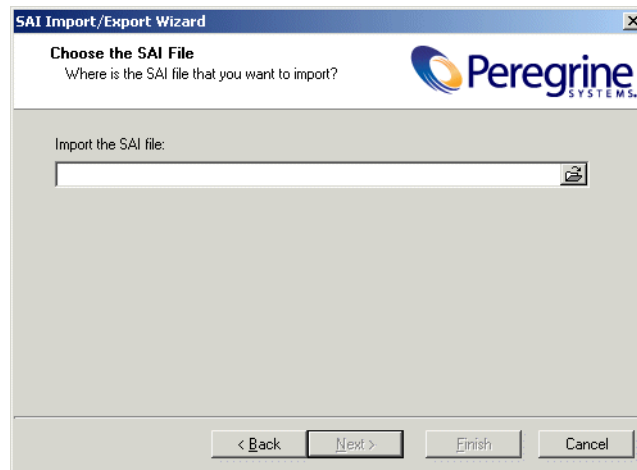 SAI Import/Export Wizard
Choose the SAI File
Where is the SAI file that you want to import?
Peregrine
SYSTEMS
Import the SAI file:
< Back
Next >
Finish
Cancel